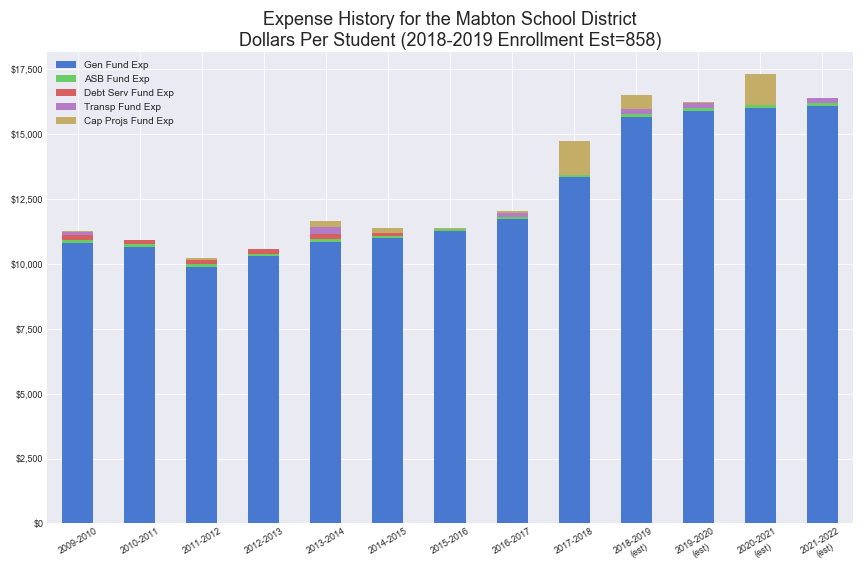 Expense History for the Mabton School District
Dollars Per Student (2018-2019 Enrollment Est=858)
Gen Fund Exp
ASB Fund Exp
Debt Serv Fund Exp
Transp Fund Exp
Cap Projs Fund Exp
$17,500
$15,000
$12,500
$10,000
$7,500
$5,000
$2,500
$0
2009-2010
2010-2011
2011-2012
2012-2013
2013-2014
2014-2015
2015-2016
2016-2017
2017-2018
2018-2019
(est)
2019-2020
(est)
2020-2021
(est)
2021-2022
(est)